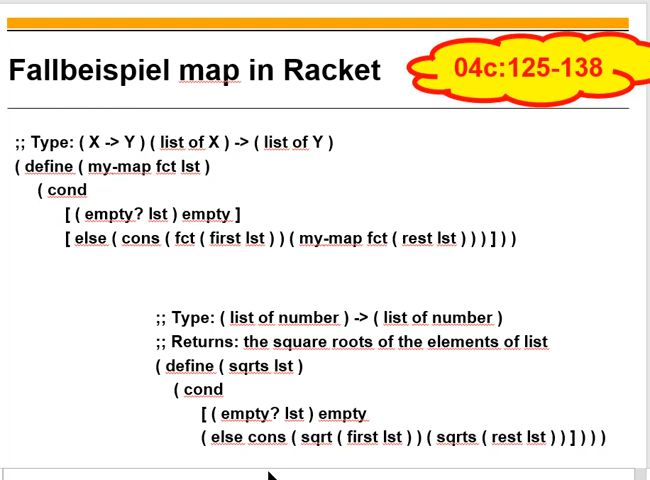 Fallbeispiel map in Racket
04c:125-138
;; Type: ( X -> Y ) ( list of X ) -> ( list of Y )
( define ( my-map fct lst )
( cond
[ ( empty? lst ) empty ]
[ else ( cons ( fct ( first lst ) ) ( my-map fct ( rest lst ) ) ) ] ) )
;; Type: ( list of number ) -> ( list of number )
;; Returns: the square roots of the elements of list
( define ( sqrts lst )
( cond
[ ( empty? lst ) empty
( else cons ( sqrt ( first lst ) ) ( sqrts ( rest lst ) ) ] ) ) )